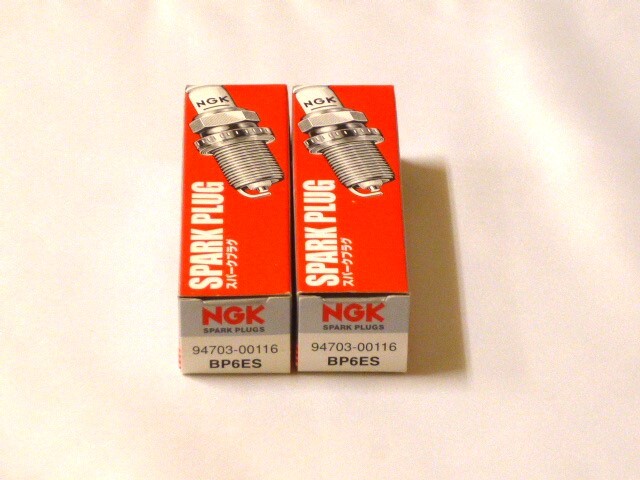 NGK
SPARK PLUG
スパークプラグ
NGK
SPARK PLUGS
94703-00116
BP6ES
NGK
SPARK PLUG
スパークプラグ
NGK
SPARK PLUGS
94703-00116
BP6ES